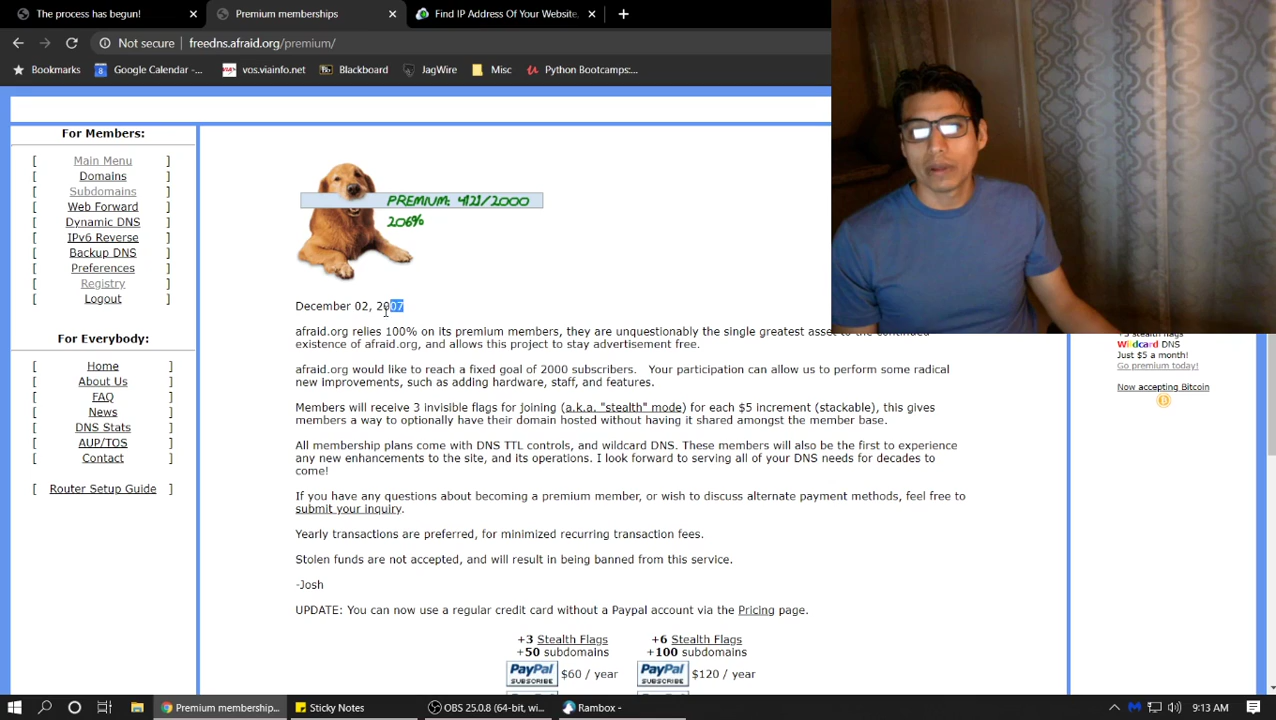 The process has begun!
Premium memberships
Find IP Address Of Your Website,
Not secure
freedns.afraid.org/premium/
Bookmarks
Google Calendar -...
vos.viainfo.net
Blackboard
JagWire
Misc
Python Bootcamps:...
For Members:
[ Main Menu ]
[ Domains ]
[ Subdomains ]
[ Web Forward ]
[ Dynamic DNS ]
[ IPv6 Reverse ]
[ Backup DNS ]
[ Preferences ]
[ Registry ]
[ Logout ]
For Everybody:
[ Home ]
[ About Us ]
[ FAQ ]
[ News ]
[ DNS Stats ]
[ AUP/TOS ]
[ Contact ]
[ Router Setup Guide ]
PREMIUM: 4121/2000
206%
December 02, 2007
afraid.org relies 100% on its premium members, they are unquestionably the single greatest asset to the continued
existence of afraid.org, and allows this project to stay advertisement free.
afraid.org would like to reach a fixed goal of 2000 subscribers. Your participation can allow us to perform some radical
new improvements, such as adding hardware, staff, and features.
Members will receive 3 invisible flags for joining (a.k.a. "stealth" mode) for each $5 increment (stackable), this gives
members a way to optionally have their domain hosted without having it shared amongst the member base.
All membership plans come with DNS TTL controls, and wildcard DNS. These members will also be the first to experience
any new enhancements to the site, and its operations. I look forward to serving all of your DNS needs for decades to
come!
If you have any questions about becoming a premium member, or wish to discuss alternate payment methods, feel free to
submit your inquiry.
Yearly transactions are preferred, for minimized recurring transaction fees.
Stolen funds are not accepted, and will result in being banned from this service.
-Josh
UPDATE: You can now use a regular credit card without a Paypal account via the Pricing page.
+3 Stealth Flags
+50 subdomains
PayPal
SUBSCRIBE
$60 / year
+6 Stealth Flags
+100 subdomains
PayPal
SUBSCRIBE
$120 / year
+3 stealth flags
Wildcard DNS
Just $5 a month!
Go premium today!
Now accepting Bitcoin
Premium membership...
Sticky Notes
OBS 25.0.8 (64-bit, wi...
Rambox -
9:13 AM